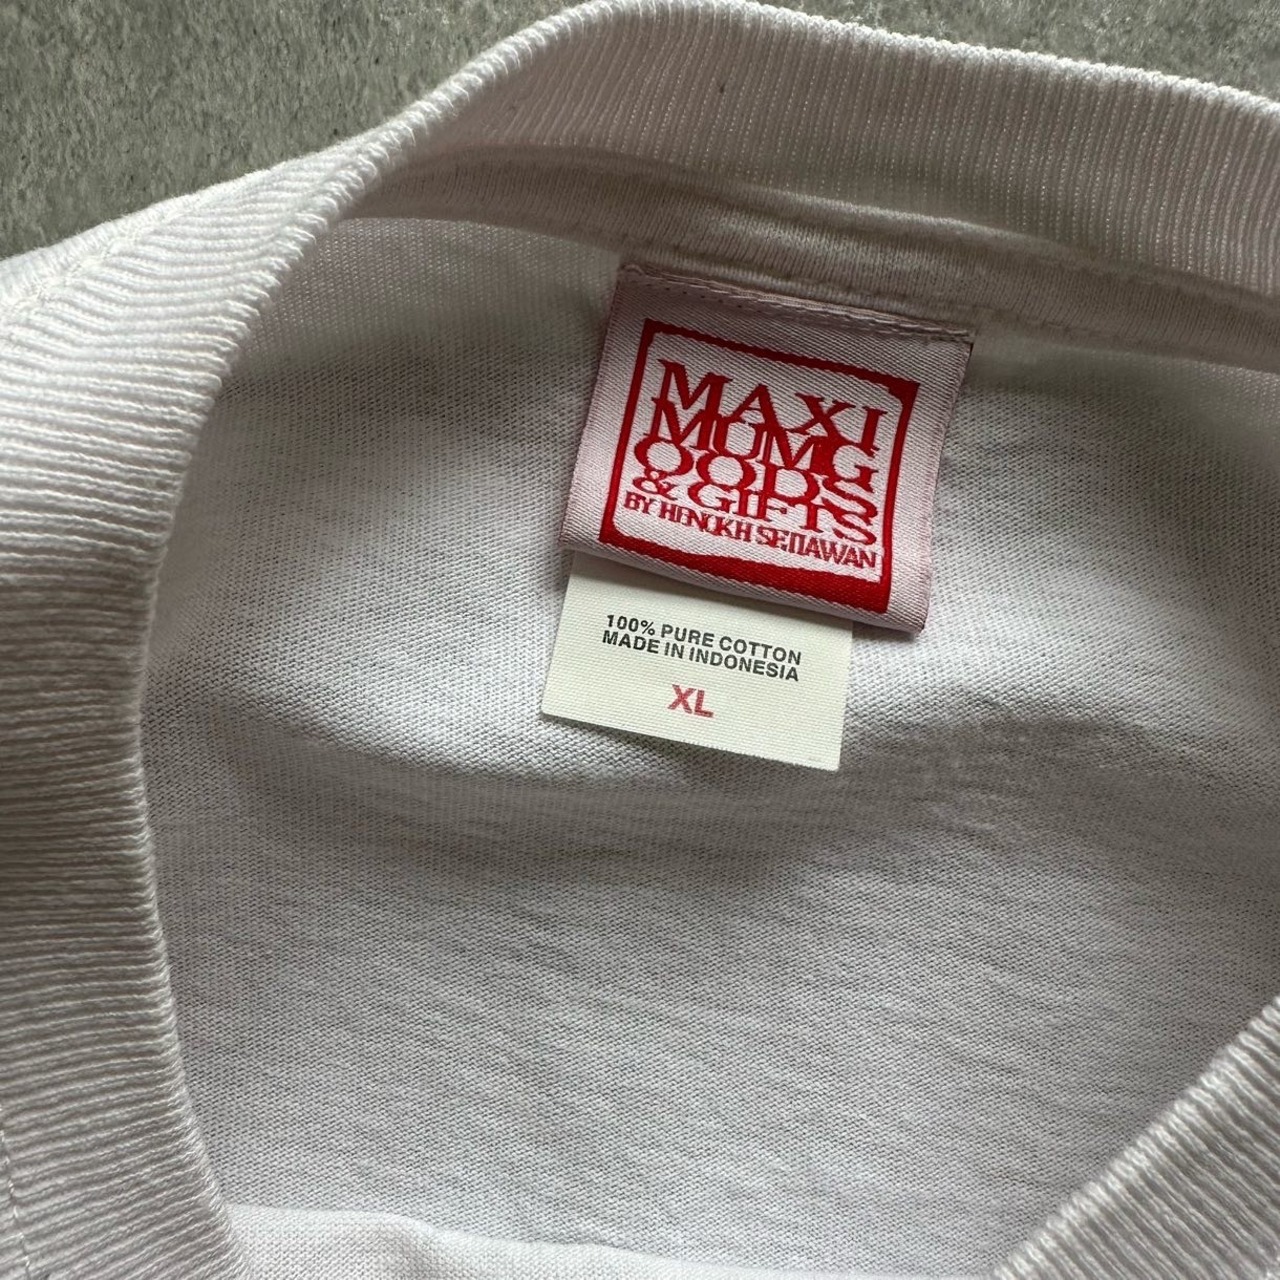 MAXI
MUMG
OODS
& GIFTS
BY HENOKH SETIAWAN
100% PURE COTTON
MADE IN INDONESIA
XL